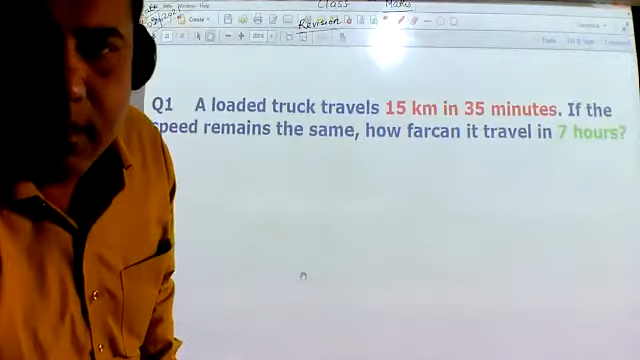 Class Maths
Revision
Create
Q1 A loaded truck travels 15 km in 35 minutes. If the
speed remains the same, how farcan it travel in 7 hours?